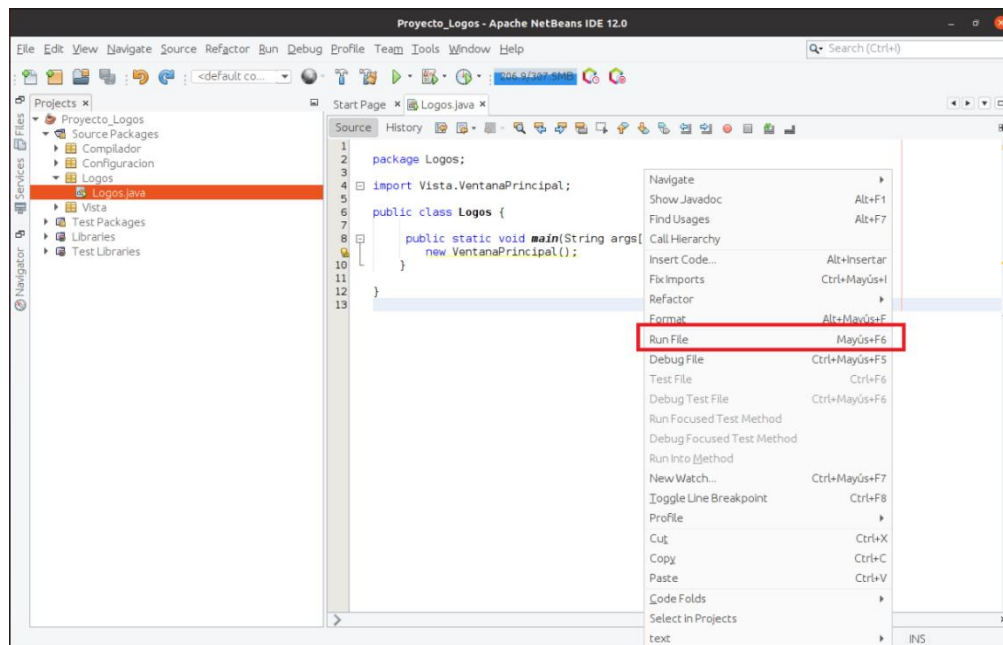 Proyecto_Logos - Apache NetBeans IDE 12.0
File Edit View Navigate Source Refactor Run Debug Profile Team Tools Window Help
Search (Ctrl+I)
<default co...
206.9/307.5MB
Projects
Start Page
Logos.java
Files
Services
Navigator
Proyecto_Logos
Source Packages
Compilador
Configuracion
Logos
Logos.java
Vista
Test Packages
Libraries
Test Libraries
Source History
1
2 package Logos;
3
4 import Vista.VentanaPrincipal;
5
6 public class Logos {
7
8 public static void main(String args[
new VentanaPrincipal();
10 }
11
12 }
13
Navigate
Show Javadoc Alt+F1
Find Usages Alt+F7
Call Hierarchy
Insert Code... Alt+Insertar
Fix Imports Ctrl+Mayús+I
Refactor
Format Alt+Mayús+F
Run File Mayús+F6
Debug File Ctrl+Mayús+F5
Test File Ctrl+F6
Debug Test File Ctrl+Mayús+F6
Run Focused Test Method
Debug Focused Test Method
Run Into Method
New Watch... Ctrl+Mayús+F7
Toggle Line Breakpoint Ctrl+F8
Profile
Cut Ctrl+X
Copy Ctrl+C
Paste Ctrl+V
Code Folds
Select in Projects
text
INS